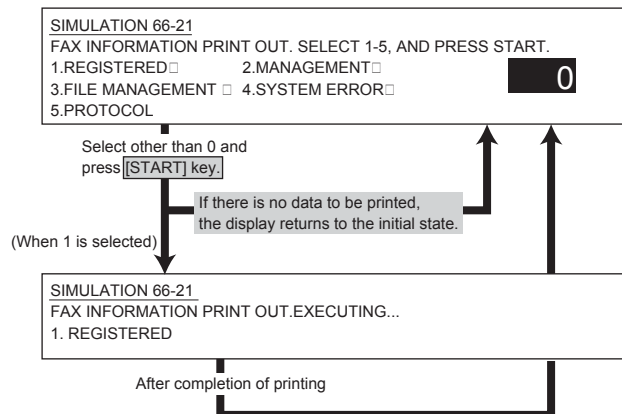 SIMULATION 66-21
FAX INFORMATION PRINT OUT. SELECT 1-5, AND PRESS START.
1.REGISTERED□ 2.MANAGEMENT□
3.FILE MANAGEMENT □ 4.SYSTEM ERROR□
5.PROTOCOL
0
Select other than 0 and
press [START] key.
If there is no data to be printed,
the display returns to the initial state.
(When 1 is selected)
SIMULATION 66-21
FAX INFORMATION PRINT OUT.EXECUTING...
1. REGISTERED
After completion of printing